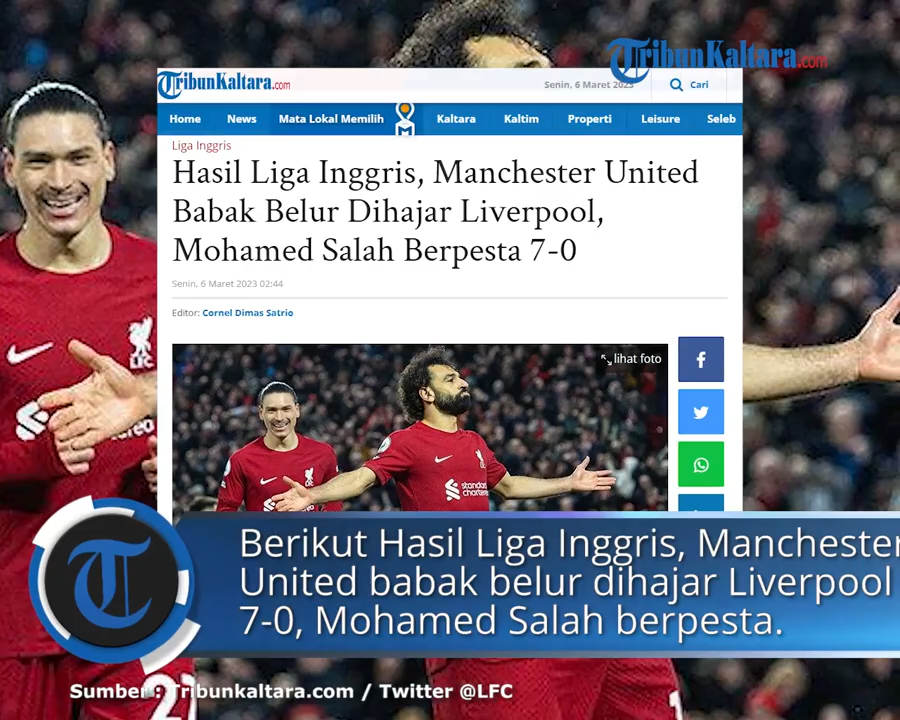 TribunKaltara.com
TribunKaltara.com
Senin, 6 Maret 2023
Cari
Home News Mata Lokal Memilih Kaltara Kaltim Properti Leisure Seleb
Liga Inggris
Hasil Liga Inggris, Manchester United
Babak Belur Dihajar Liverpool,
Mohamed Salah Berpesta 7-0
Senin, 6 Maret 2023 02:44
Editor: Cornel Dimas Satrio
lihat foto
LFC
standard
chartered
T
Berikut Hasil Liga Inggris, Manchester
United babak belur dihajar Liverpool
7-0, Mohamed Salah berpesta.
Sumber : Tribunkaltara.com / Twitter @LFC